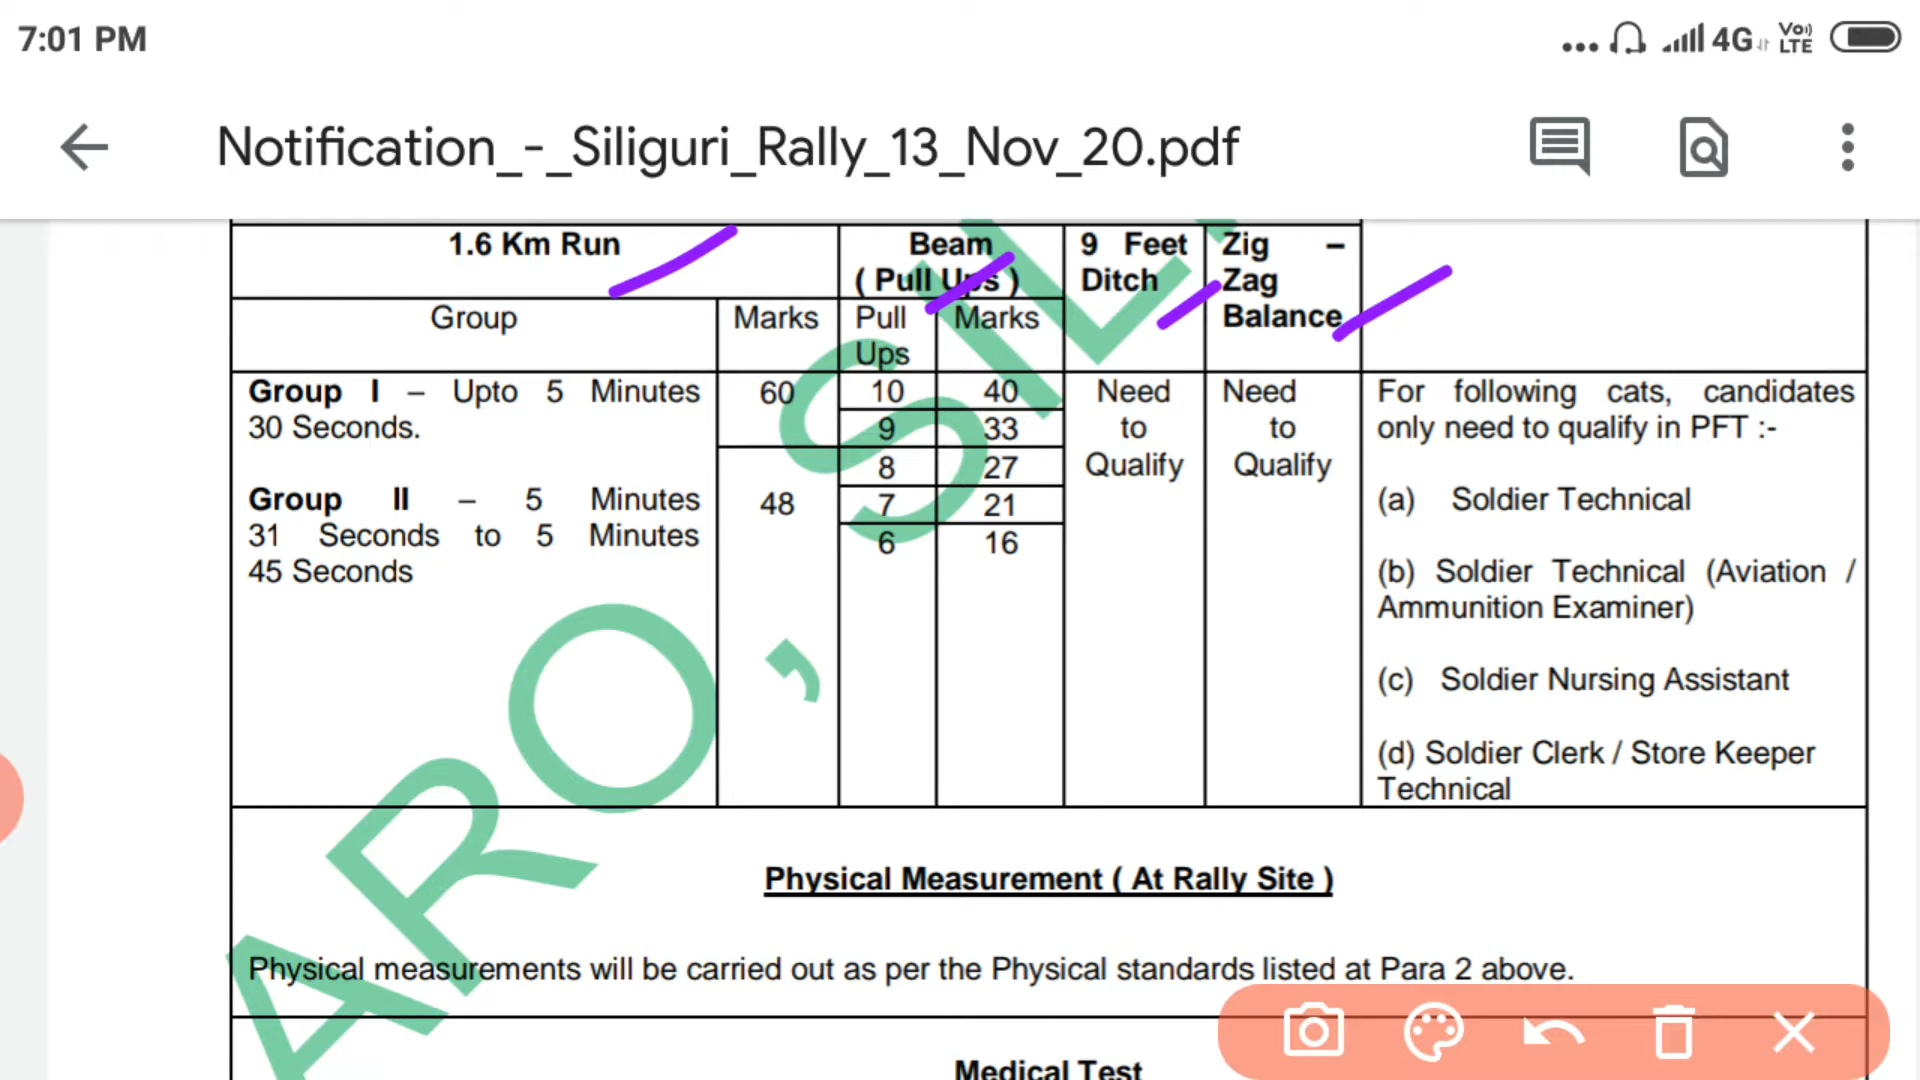 7:01 PM
4G
VoLTE
Notification_-_Siliguri_Rally_13_Nov_20.pdf
1.6 Km Run
Beam
( Pull Ups )
9 Feet
Ditch
Zig –
Zag
Balance
Group
Marks
Pull
Ups
Marks
Group I – Upto 5 Minutes
30 Seconds.
60
10 40
9 33
Group II – 5 Minutes
31 Seconds to 5 Minutes
45 Seconds
48
8 27
7 21
6 16
Need
to
Qualify
Need
to
Qualify
For following cats, candidates
only need to qualify in PFT :-
(a) Soldier Technical
(b) Soldier Technical (Aviation /
Ammunition Examiner)
(c) Soldier Nursing Assistant
(d) Soldier Clerk / Store Keeper
Technical
Physical Measurement ( At Rally Site )
Physical measurements will be carried out as per the Physical standards listed at Para 2 above.
Medical Test
ARO, SIL